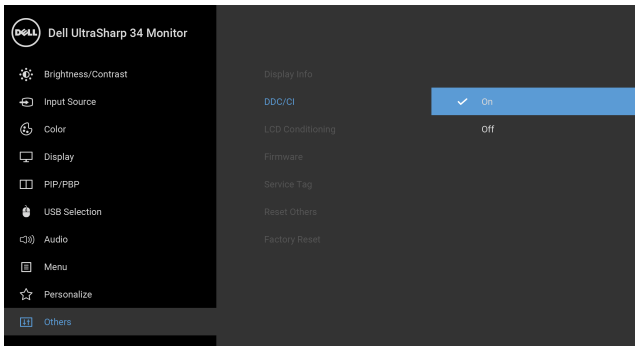 DELL Dell UltraSharp 34 Monitor
Brightness/Contrast
Input Source
Color
Display
PIP/PBP
USB Selection
Audio
Menu
Personalize
Others
Display Info
DDC/CI
LCD Conditioning
Firmware
Service Tag
Reset Others
Factory Reset
On
Off